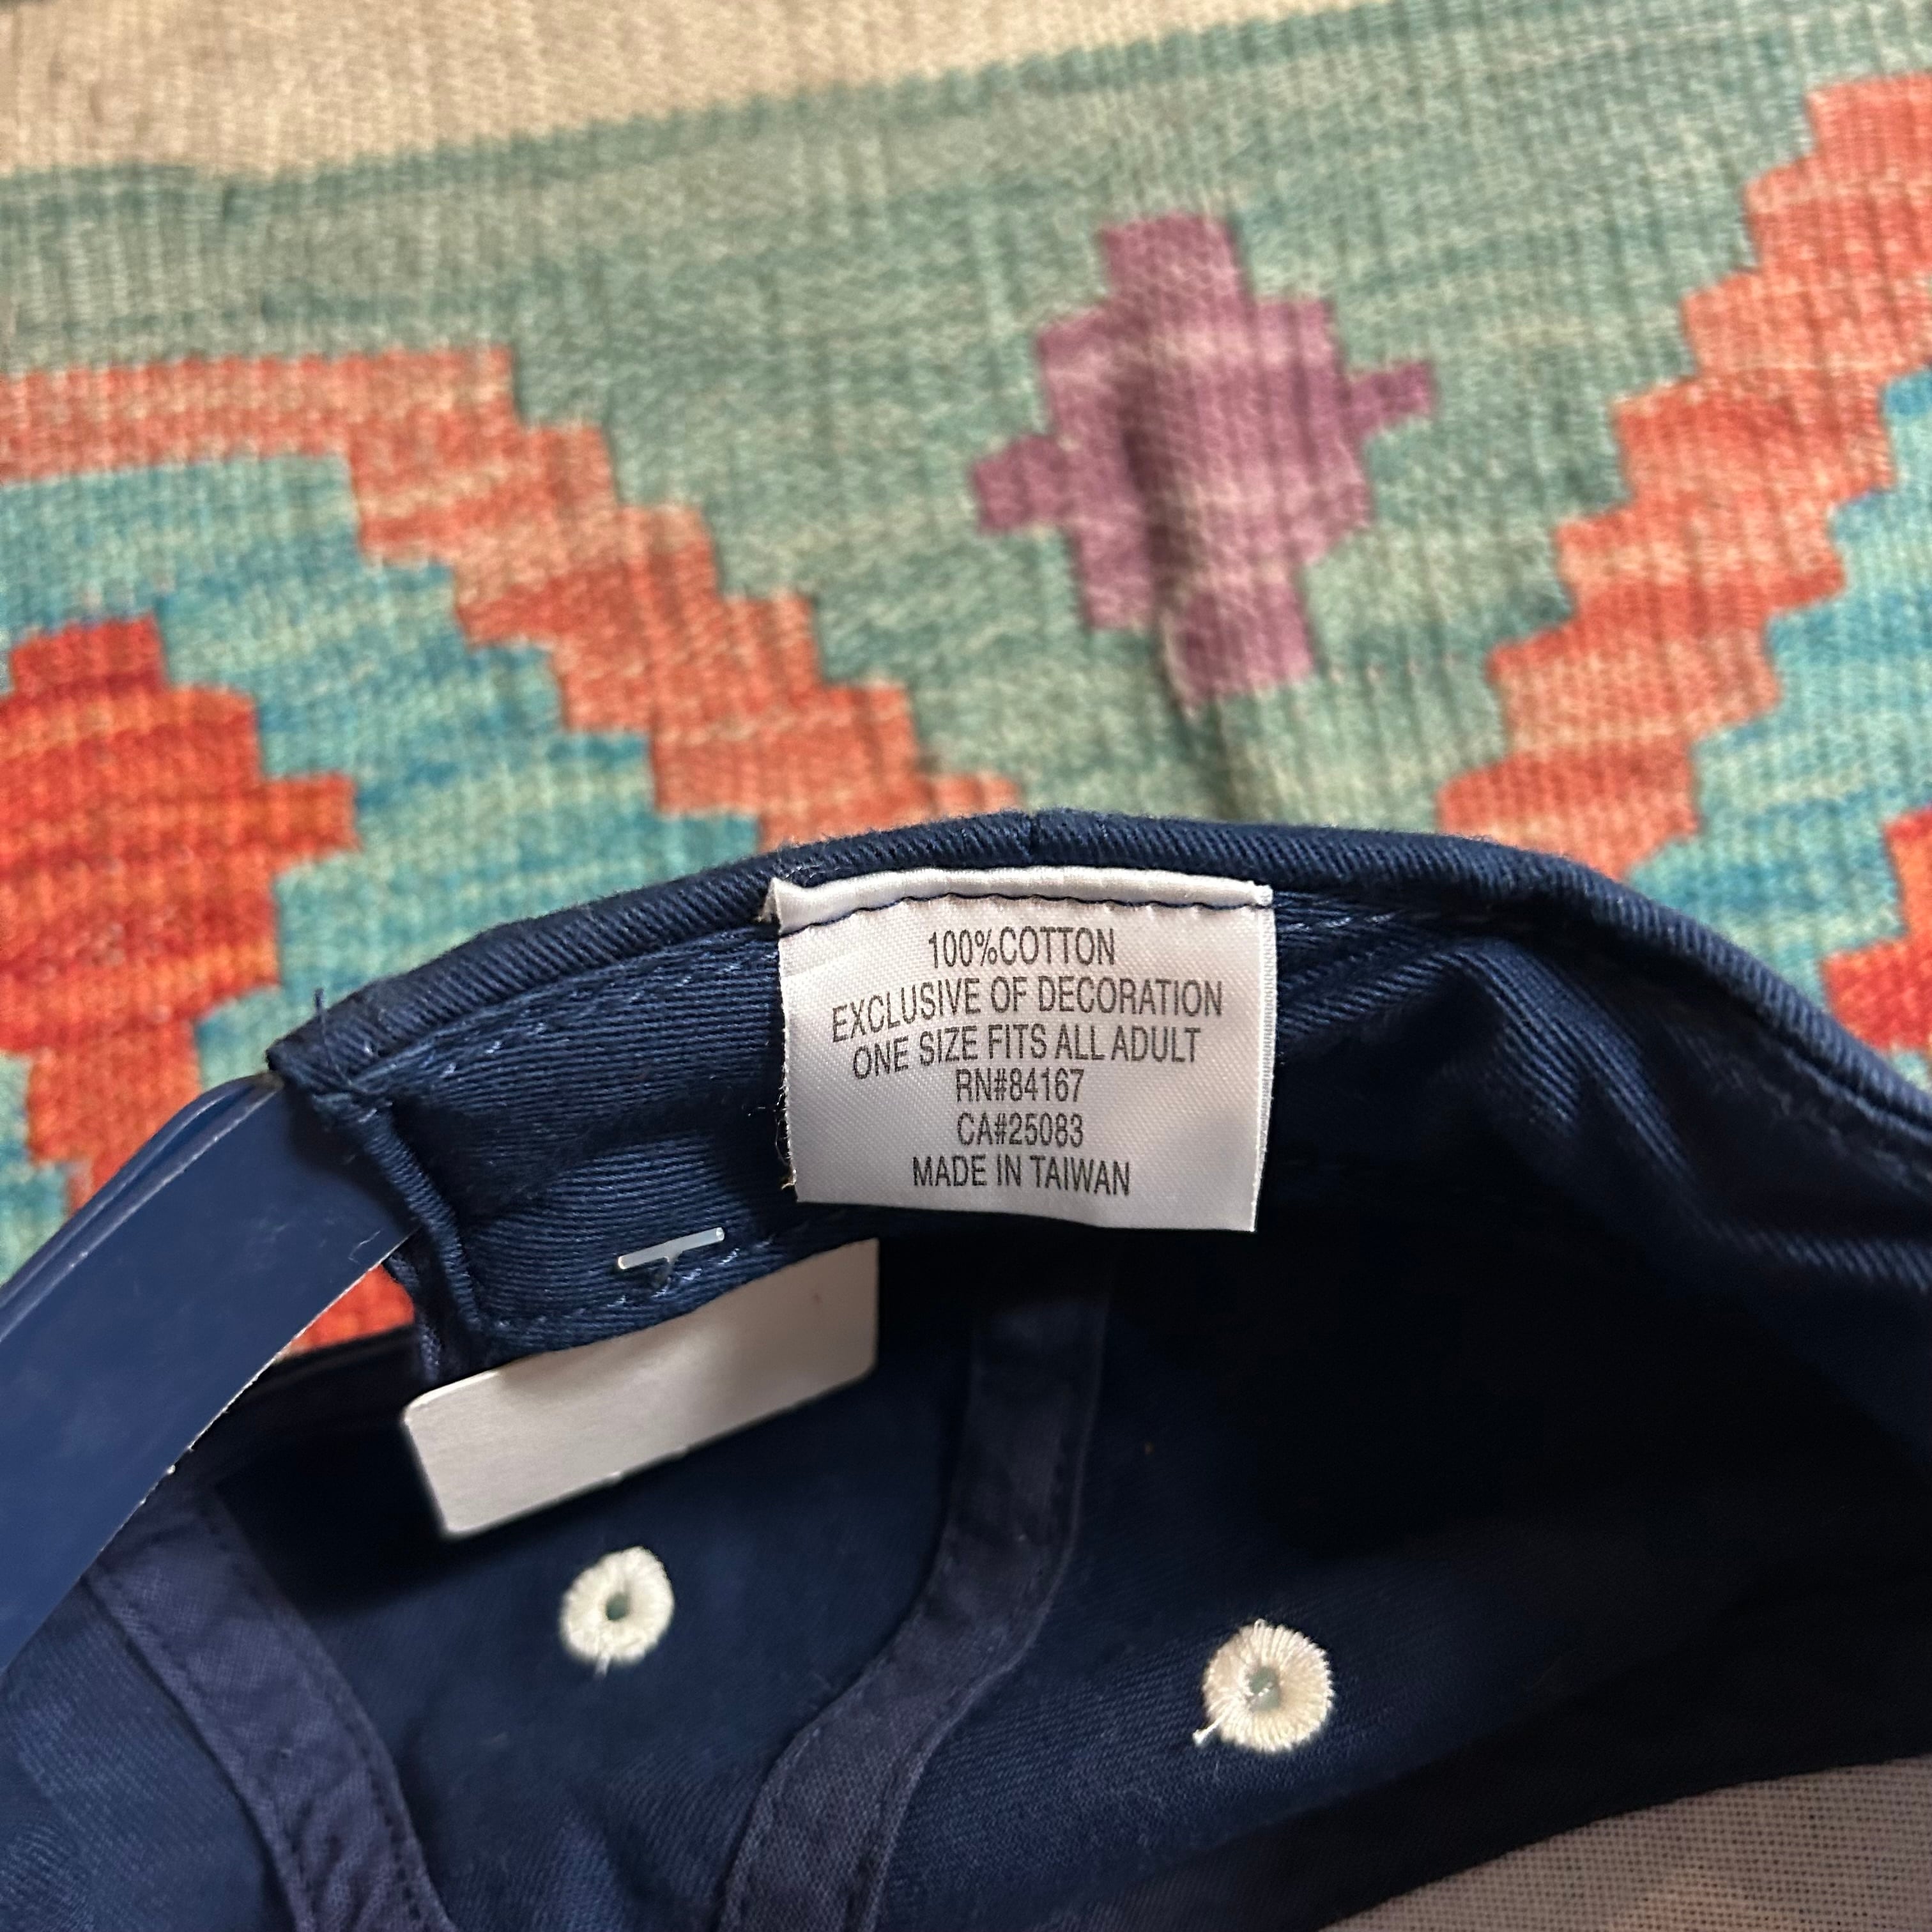 100%COTTON
EXCLUSIVE OF DECORATION
ONE SIZE FITS ALL ADULT
RN#84167
CA#25083
MADE IN TAIWAN